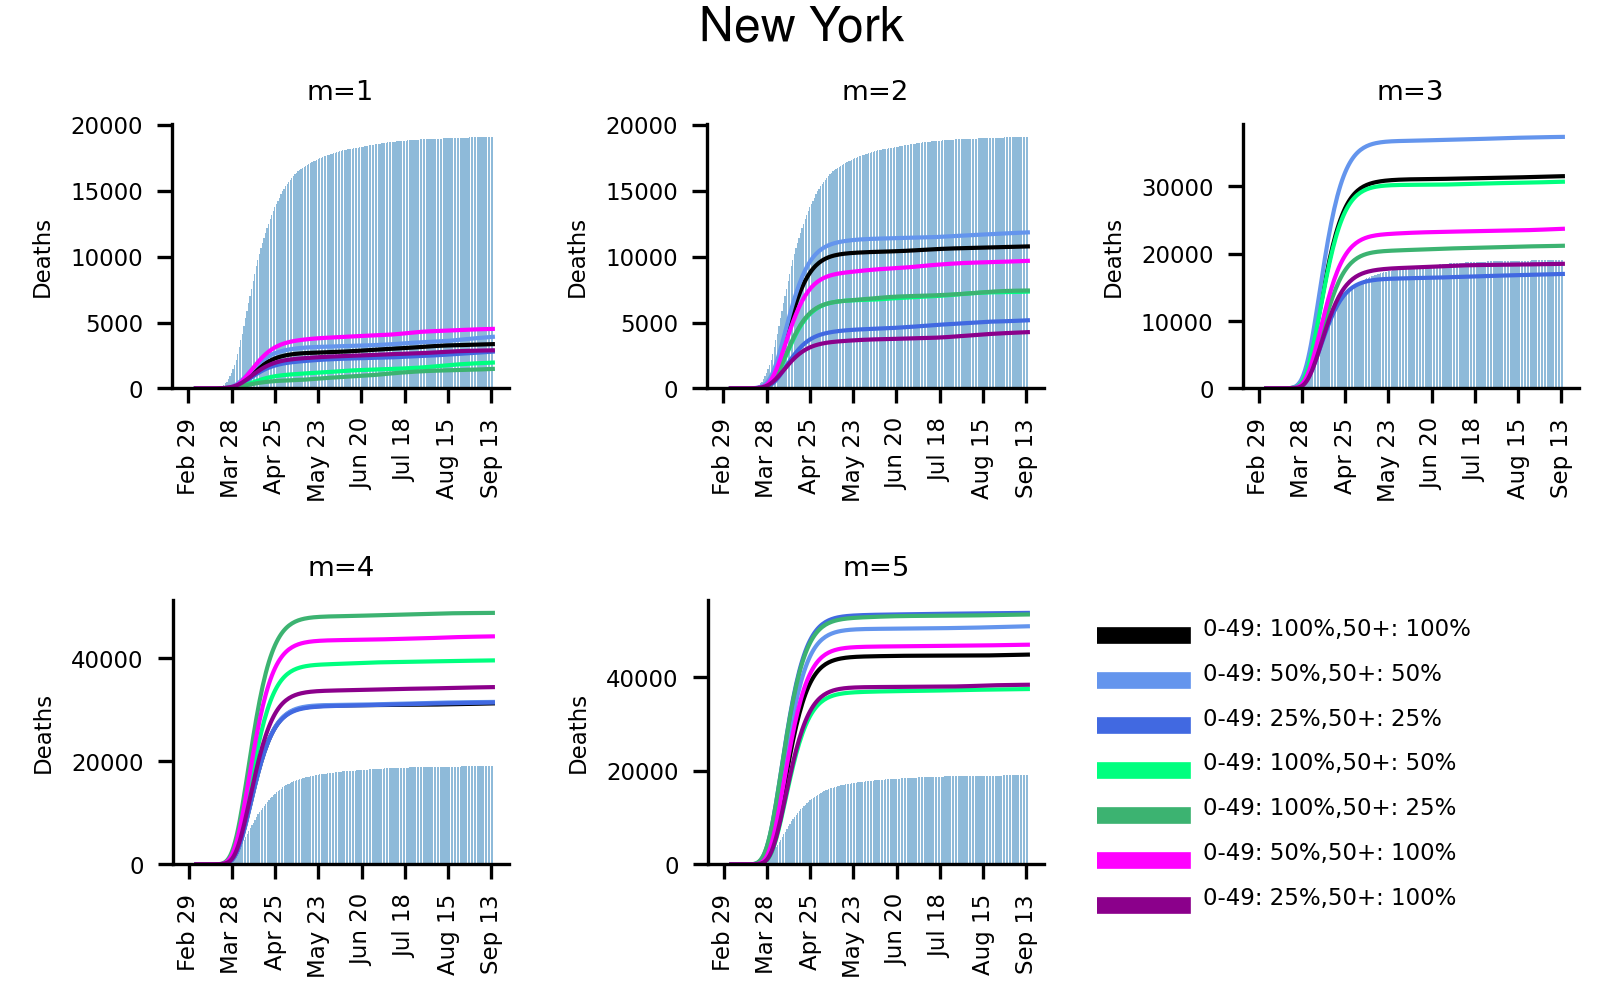 New York
m=1
20000
15000
10000
5000
0
Deaths
Feb 29
Mar 28
Apr 25
May 23
Jun 20
Jul 18
Aug 15
Sep 13
m=2
20000
15000
10000
5000
0
Deaths
Feb 29
Mar 28
Apr 25
May 23
Jun 20
Jul 18
Aug 15
Sep 13
m=3
30000
20000
10000
0
Deaths
Feb 29
Mar 28
Apr 25
May 23
Jun 20
Jul 18
Aug 15
Sep 13
m=4
40000
20000
0
Deaths
Feb 29
Mar 28
Apr 25
May 23
Jun 20
Jul 18
Aug 15
Sep 13
m=5
40000
20000
0
Deaths
Feb 29
Mar 28
Apr 25
May 23
Jun 20
Jul 18
Aug 15
Sep 13
0-49: 100%,50+: 100%
0-49: 50%,50+: 50%
0-49: 25%,50+: 25%
0-49: 100%,50+: 50%
0-49: 100%,50+: 25%
0-49: 50%,50+: 100%
0-49: 25%,50+: 100%